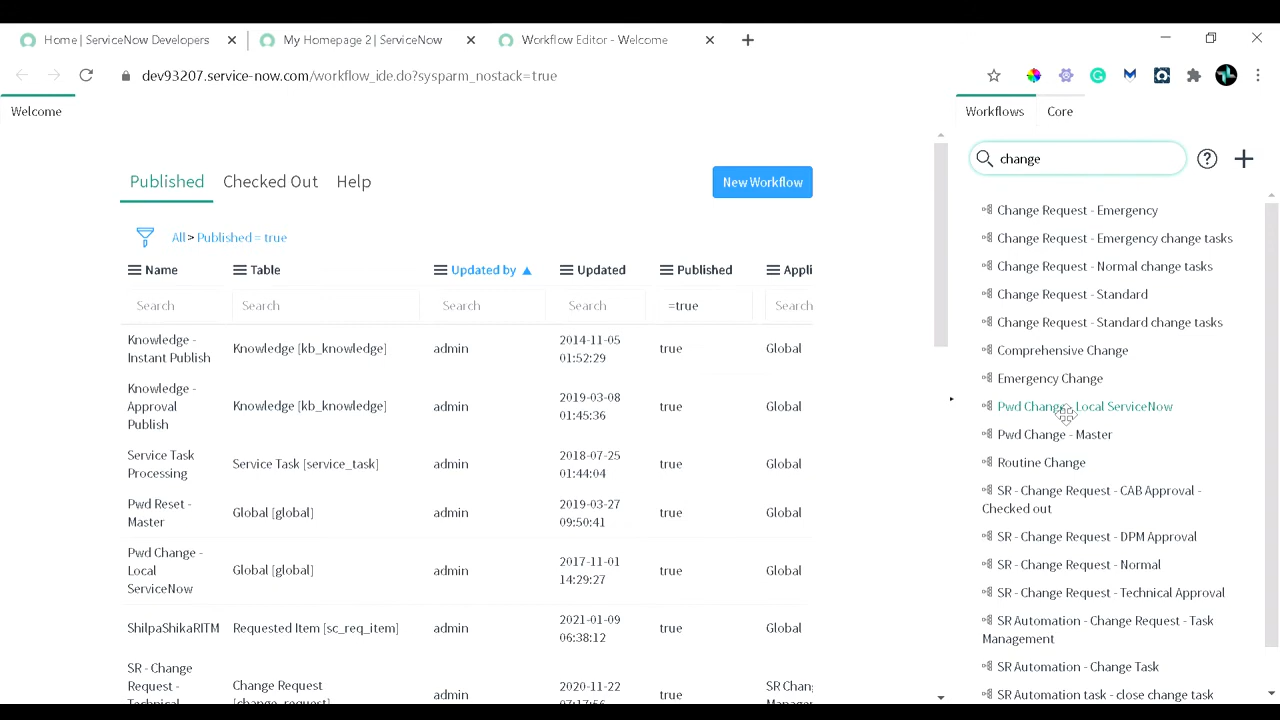 Home | ServiceNow Developers
My Homepage 2 | ServiceNow
Workflow Editor - Welcome
dev93207.service-now.com/workflow_ide.do?sysparm_nostack=true
Welcome
Workflows
Core
change
Published
Checked Out
Help
New Workflow
All > Published = true
Name
Table
Updated by
Updated
Published
Appli
Search
Search
Search
Search
=true
Search
Knowledge -
Instant Publish
Knowledge [kb_knowledge]
admin
2014-11-05
01:52:29
true
Global
Knowledge -
Approval
Publish
Knowledge [kb_knowledge]
admin
2019-03-08
01:45:36
true
Global
Service Task
Processing
Service Task [service_task]
admin
2018-07-25
01:44:04
true
Global
Pwd Reset -
Master
Global [global]
admin
2019-03-27
09:50:41
true
Global
Pwd Change -
Local
ServiceNow
Global [global]
admin
2017-11-01
14:29:27
true
Global
ShilpaShikaRITM
Requested Item [sc_req_item]
admin
2021-01-09
06:38:12
true
Global
SR - Change
Request -
Technical
Change Request
[change_request]
admin
2020-11-22
07:17:56
true
SR Chan
Manage
Change Request - Emergency
Change Request - Emergency change tasks
Change Request - Normal change tasks
Change Request - Standard
Change Request - Standard change tasks
Comprehensive Change
Emergency Change
Pwd Change - Local ServiceNow
Pwd Change - Master
Routine Change
SR - Change Request - CAB Approval -
Checked out
SR - Change Request - DPM Approval
SR - Change Request - Normal
SR - Change Request - Technical Approval
SR Automation - Change Request - Task
Management
SR Automation - Change Task
SR Automation task - close change task